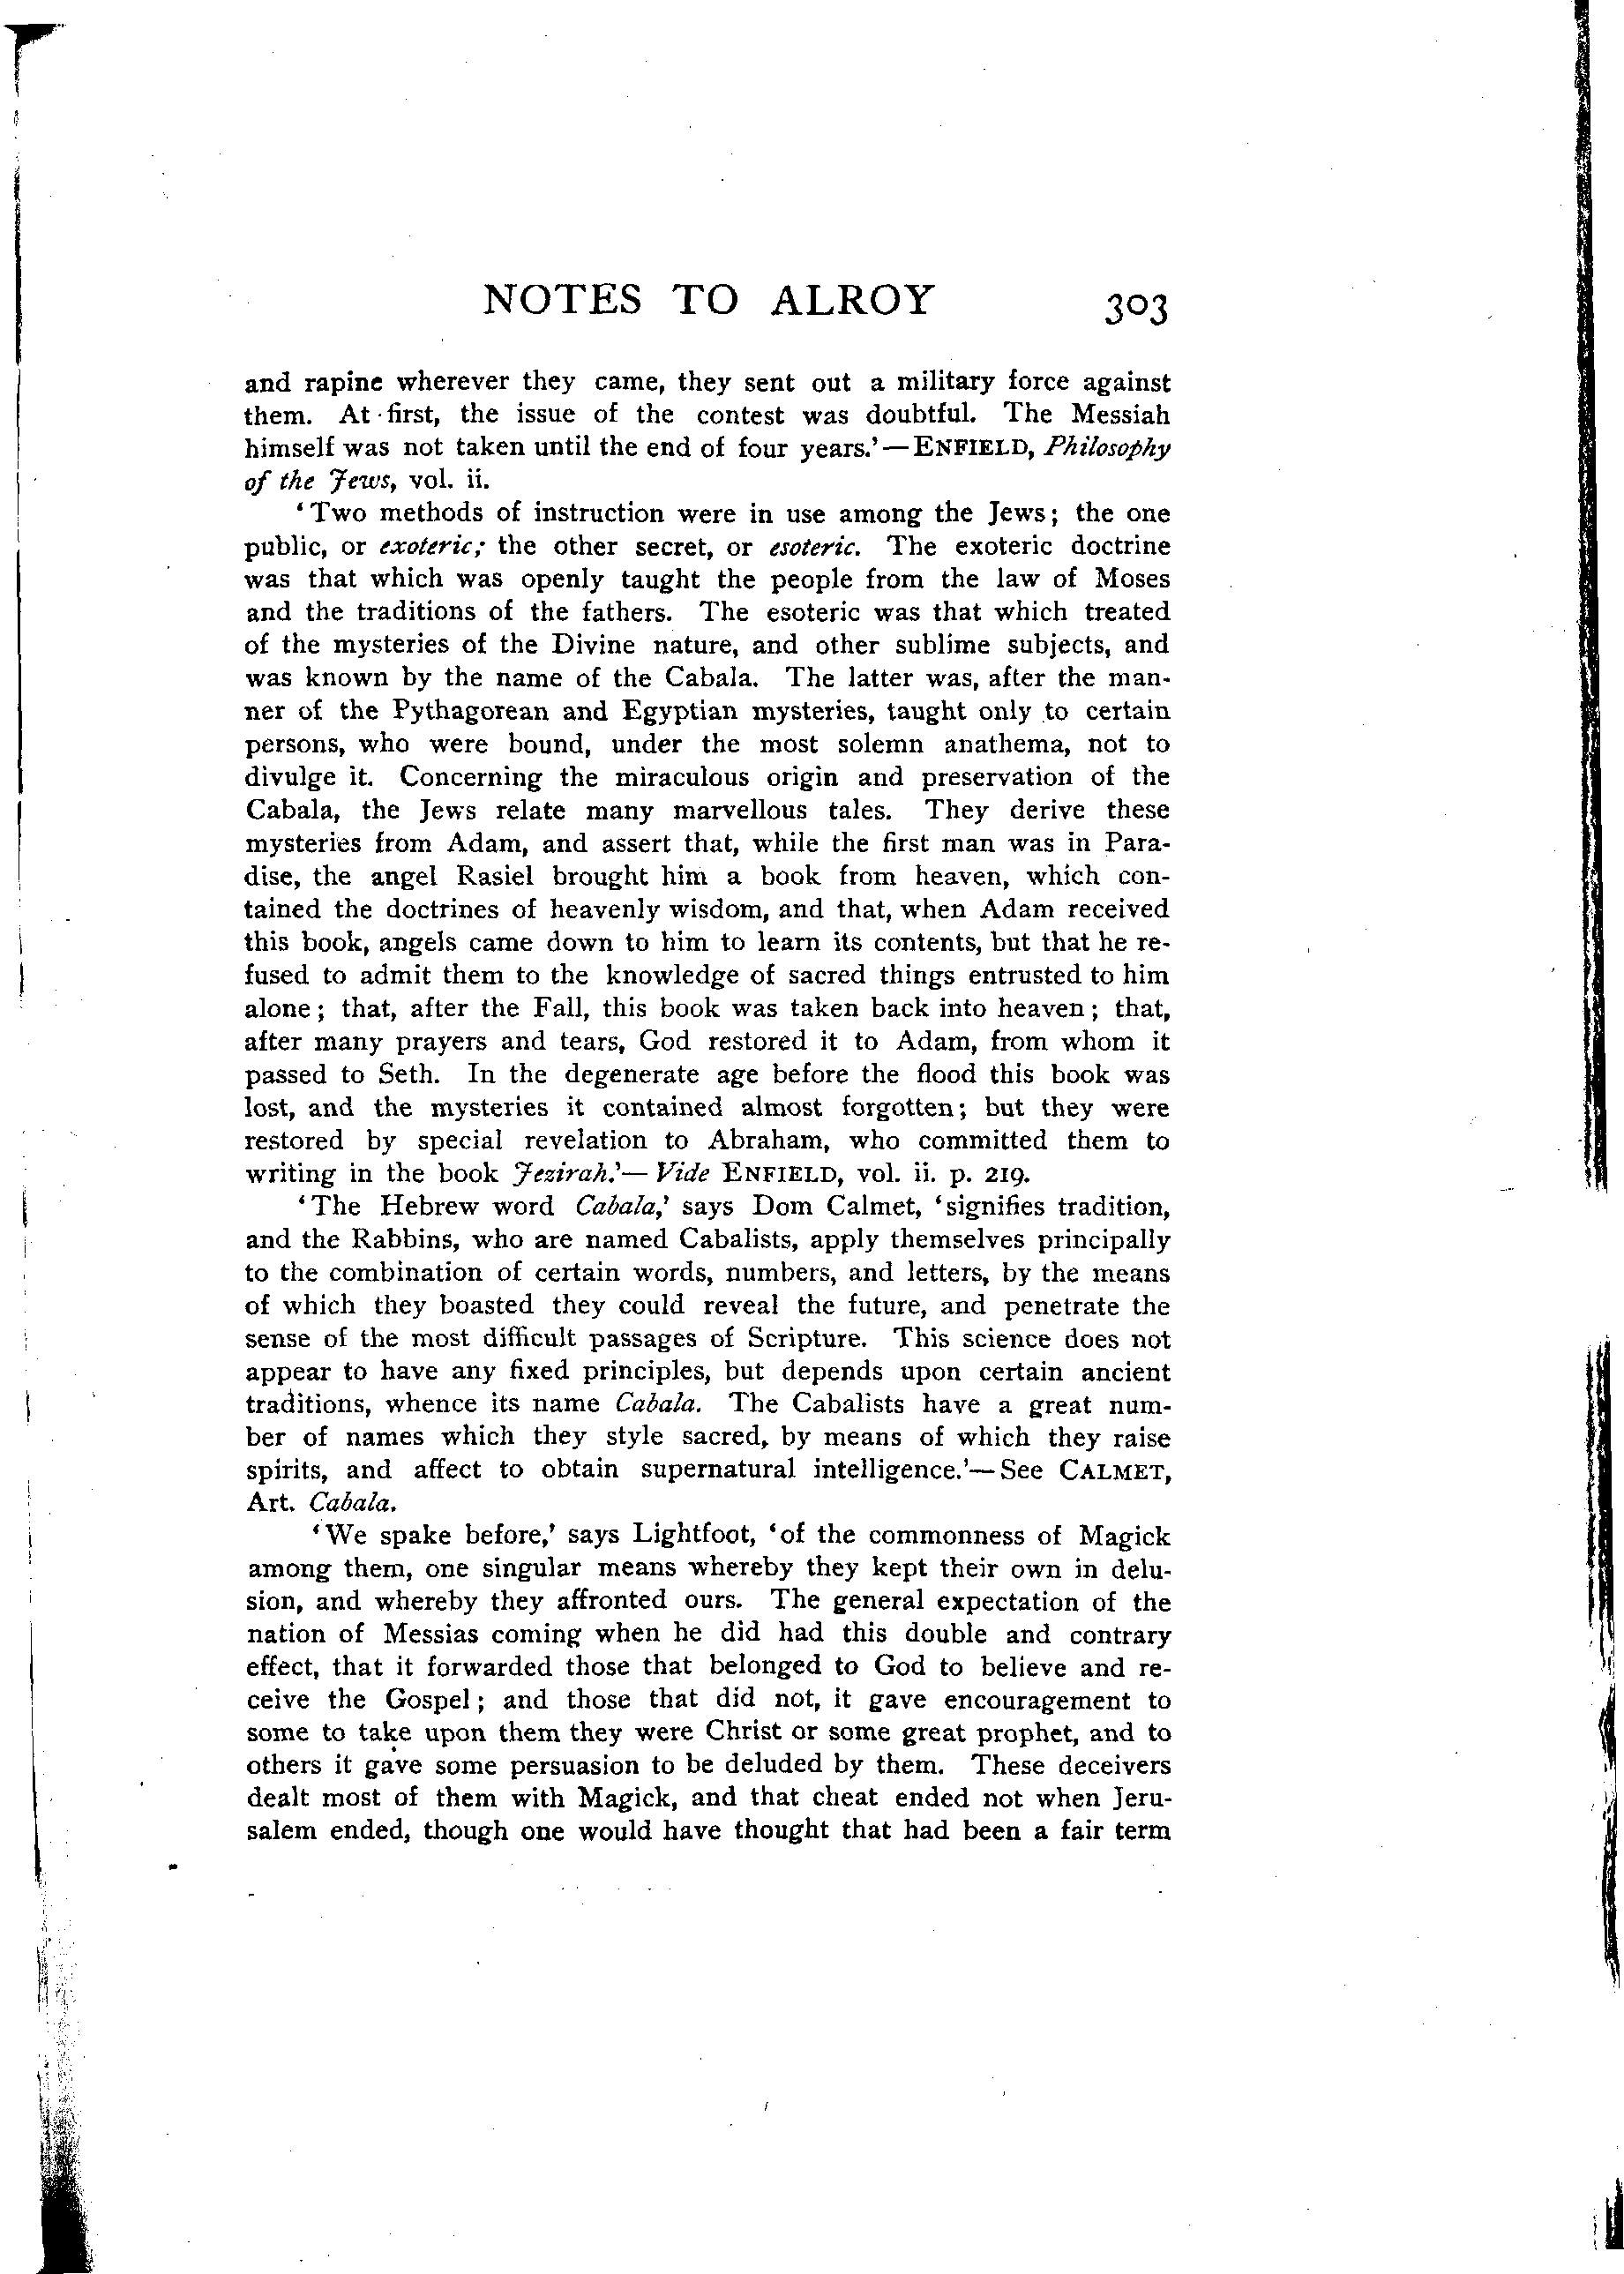 NOTES TO ALROY 303
and rapine wherever they came, they sent out a military force against
them. At first, the issue of the contest was doubtful. The Messiah
himself was not taken until the end of four years.'—ENFIELD, Philosophy
of the Jews, vol. ii.
'Two methods of instruction were in use among the Jews; the one
public, or exoteric; the other secret, or esoteric. The exoteric doctrine
was that which was openly taught the people from the law of Moses
and the traditions of the fathers. The esoteric was that which treated
of the mysteries of the Divine nature, and other sublime subjects, and
was known by the name of the Cabala. The latter was, after the man-
ner of the Pythagorean and Egyptian mysteries, taught only to certain
persons, who were bound, under the most solemn anathema, not to
divulge it. Concerning the miraculous origin and preservation of the
Cabala, the Jews relate many marvellous tales. They derive these
mysteries from Adam, and assert that, while the first man was in Para-
dise, the angel Rasiel brought him a book from heaven, which con-
tained the doctrines of heavenly wisdom, and that, when Adam received
this book, angels came down to him to learn its contents, but that he re-
fused to admit them to the knowledge of sacred things entrusted to him
alone; that, after the Fall, this book was taken back into heaven; that,
after many prayers and tears, God restored it to Adam, from whom it
passed to Seth. In the degenerate age before the flood this book was
lost, and the mysteries it contained almost forgotten; but they were
restored by special revelation to Abraham, who committed them to
writing in the book Jezirah.'—Vide ENFIELD, vol. ii. p. 219.
'The Hebrew word Cabala,' says Dom Calmet, 'signifies tradition,
and the Rabbins, who are named Cabalists, apply themselves principally
to the combination of certain words, numbers, and letters, by the means
of which they boasted they could reveal the future, and penetrate the
sense of the most difficult passages of Scripture. This science does not
appear to have any fixed principles, but depends upon certain ancient
traditions, whence its name Cabala. The Cabalists have a great num-
ber of names which they style sacred, by means of which they raise
spirits, and affect to obtain supernatural intelligence.'—See CALMET,
Art. Cabala.
'We spake before,' says Lightfoot, 'of the commonness of Magick
among them, one singular means whereby they kept their own in delu-
sion, and whereby they affronted ours. The general expectation of the
nation of Messias coming when he did had this double and contrary
effect, that it forwarded those that belonged to God to believe and re-
ceive the Gospel; and those that did not, it gave encouragement to
some to take upon them they were Christ or some great prophet, and to
others it gave some persuasion to be deluded by them. These deceivers
dealt most of them with Magick, and that cheat ended not when Jeru-
salem ended, though one would have thought that had been a fair term